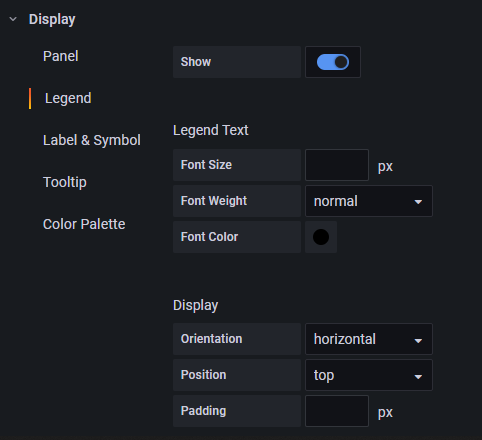 Display
Panel
Show
Legend
Legend Text
Label & Symbol
Font Size
px
Tooltip
Font Weight
normal
Color Palette
Font Color
Display
Orientation
horizontal
Position
top
Padding
px